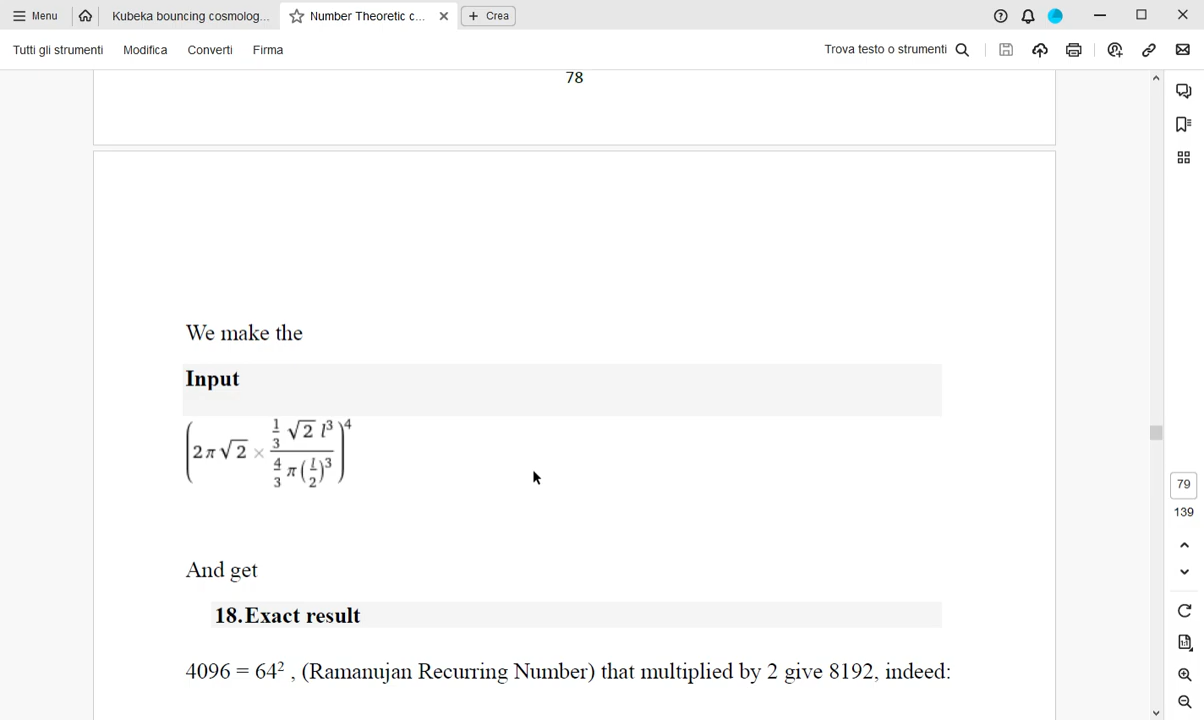 Menu
Kubeka bouncing cosmolog...
Number Theoretic c...
Crea
Tutti gli strumenti Modifica Converti Firma
Trova testo o strumenti
78
We make the
Input
(2 π √2 × (1/3 √2 l³) / (4/3 π (l/2)³))⁴
And get
18.Exact result
4096 = 64² , (Ramanujan Recurring Number) that multiplied by 2 give 8192, indeed:
79
139